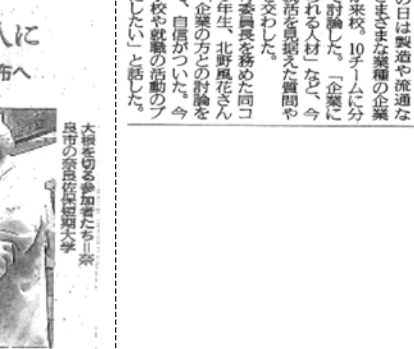 の日は製造や流通な
まざまな業種の企業
が来校。10チームに分
て討論した。「企業に
られる人材」など、今
就活を見据えた質問や
交わした。
委員長を務めた同コ
年生、北野風花さん
企業の方との討論を
、自信がついた。今
校や就職の活動のプ
したい」と話した。
に
布へ
大根を切る参加者たち＝奈
良市の奈良佐保短期大学